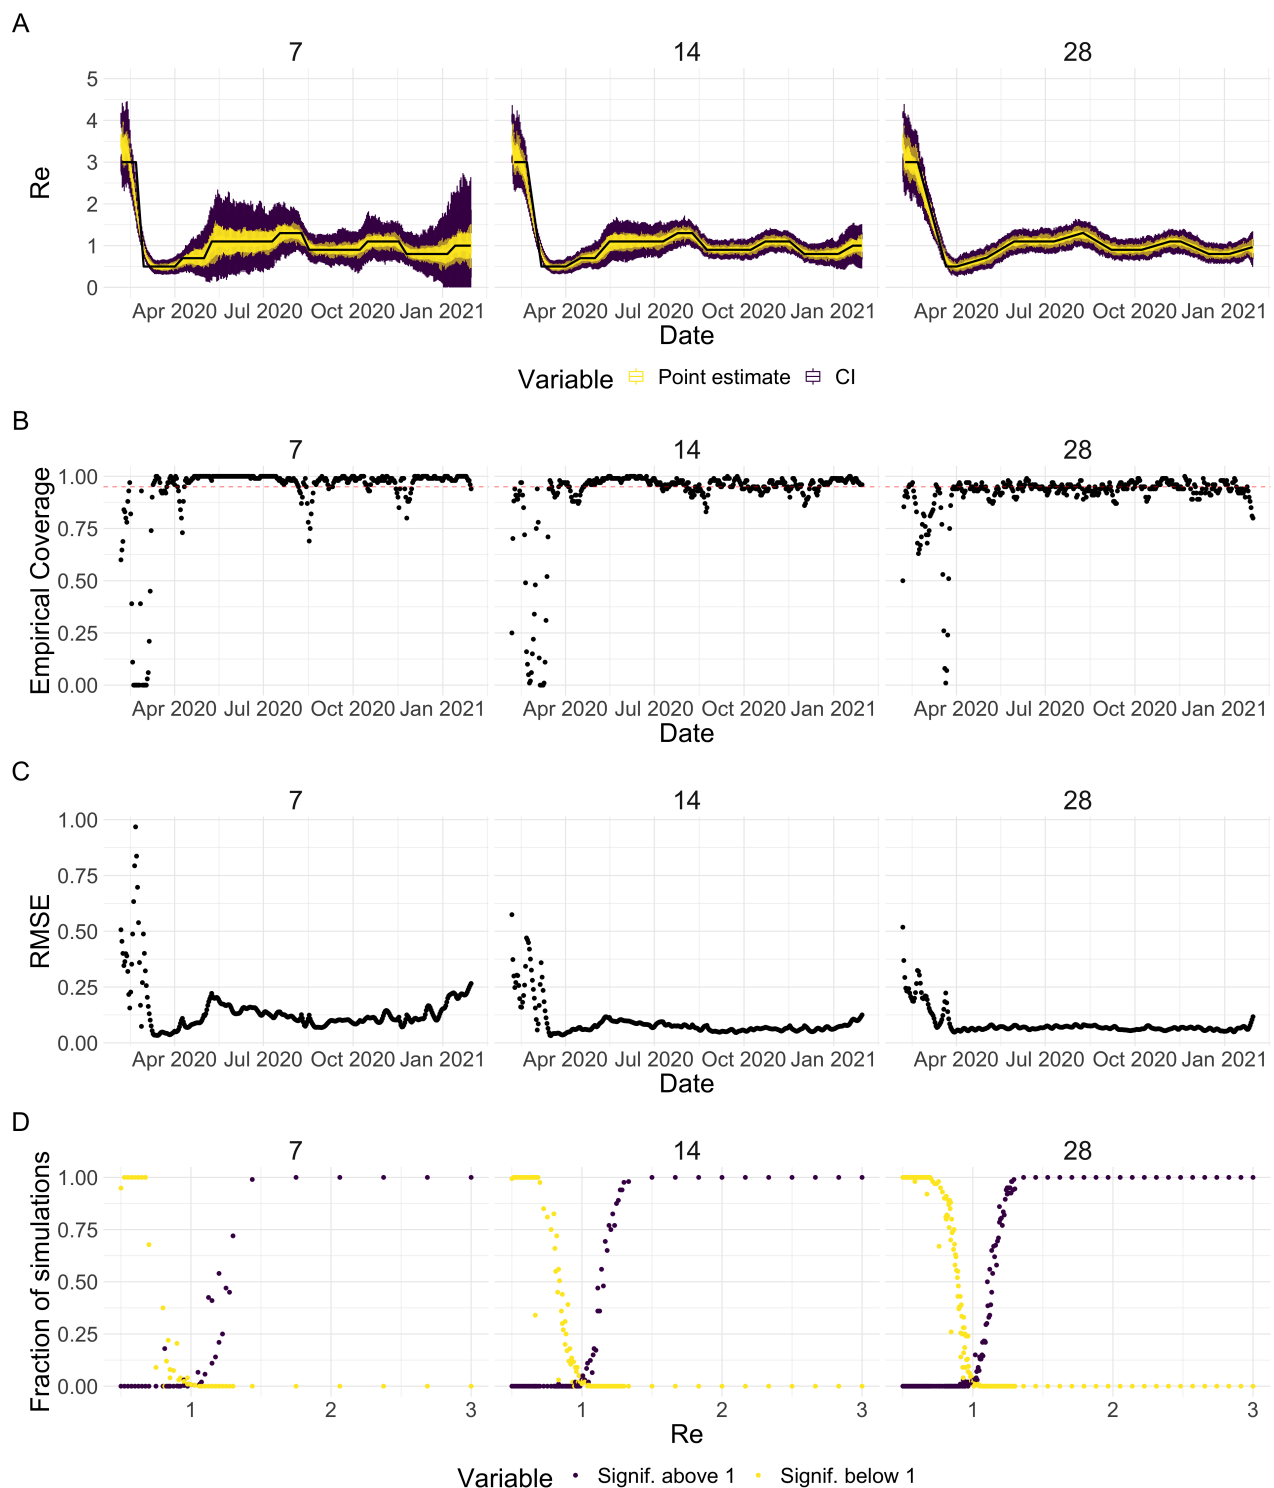 A
7 14 28
Re
5
4
3
2
1
0
Apr 2020 Jul 2020 Oct 2020 Jan 2021 Apr 2020 Jul 2020 Oct 2020 Jan 2021 Apr 2020 Jul 2020 Oct 2020 Jan 2021
Date
Variable Point estimate CI
B
7 14 28
Empirical Coverage
1.00
0.75
0.50
0.25
0.00
Apr 2020 Jul 2020 Oct 2020 Jan 2021 Apr 2020 Jul 2020 Oct 2020 Jan 2021 Apr 2020 Jul 2020 Oct 2020 Jan 2021
Date
C
7 14 28
RMSE
1.00
0.75
0.50
0.25
0.00
Apr 2020 Jul 2020 Oct 2020 Jan 2021 Apr 2020 Jul 2020 Oct 2020 Jan 2021 Apr 2020 Jul 2020 Oct 2020 Jan 2021
Date
D
7 14 28
Fraction of simulations
1.00
0.75
0.50
0.25
0.00
1 2 3 1 2 3 1 2 3
Re
Variable Signif. above 1 Signif. below 1